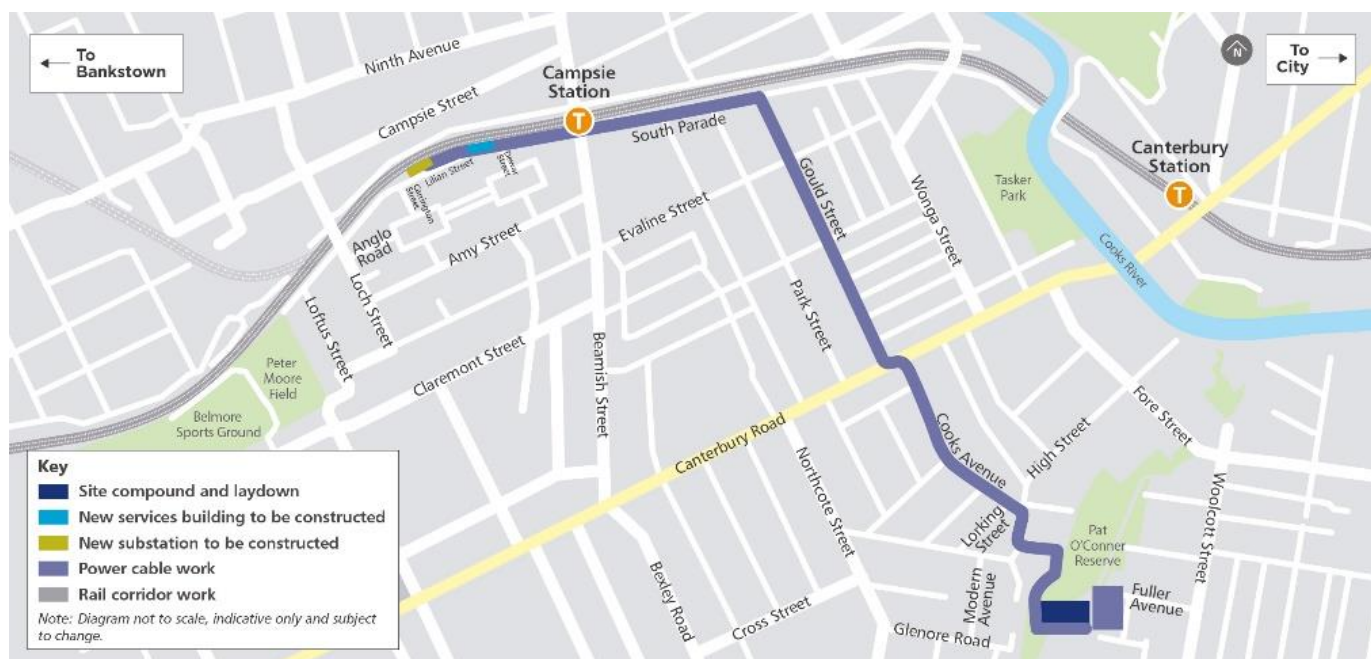 To
Bankstown
Ninth Avenue
Campsie
Station
T
N
To
City
Campsie Street
South Parade
Canterbury
Station
T
Lilian Street
Dewar
Street
Carrington
Street
Tasker
Park
Gould Street
Wonga Street
Evaline Street
Anglo
Road
Amy Street
Cooks River
Loch Street
Loftus Street
Park Street
Peter
Moore
Field
Claremont Street
Beamish Street
Belmore
Sports Ground
Fore Street
Canterbury Road
Cooks Avenue
High Street
Northcote Street
Woolcott Street
Lorking
Street
Pat
O'Conner
Reserve
Bexley Road
Modern
Avenue
Fuller
Avenue
Cross Street
Glenore Road
Key
Site compound and laydown
New services building to be constructed
New substation to be constructed
Power cable work
Rail corridor work
Note: Diagram not to scale, indicative only and subject
to change.